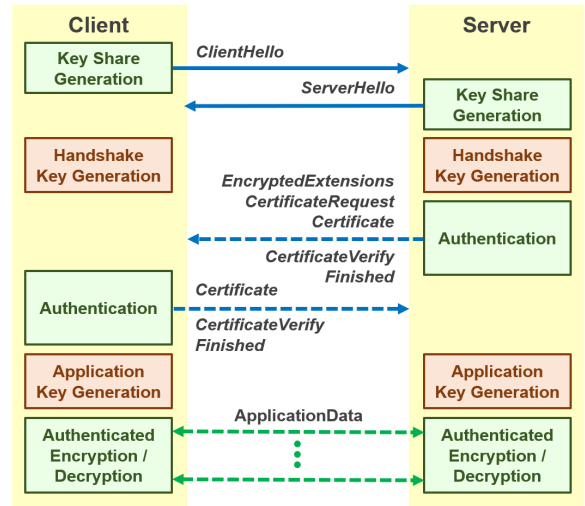 Client
Server
Key Share
Generation
ClientHello
ServerHello
Key Share
Generation
Handshake
Key Generation
Handshake
Key Generation
EncryptedExtensions
CertificateRequest
Certificate
Authentication
CertificateVerify
Finished
Authentication
Certificate
CertificateVerify
Finished
Application
Key Generation
Application
Key Generation
ApplicationData
Authenticated
Encryption /
Decryption
Authenticated
Encryption /
Decryption